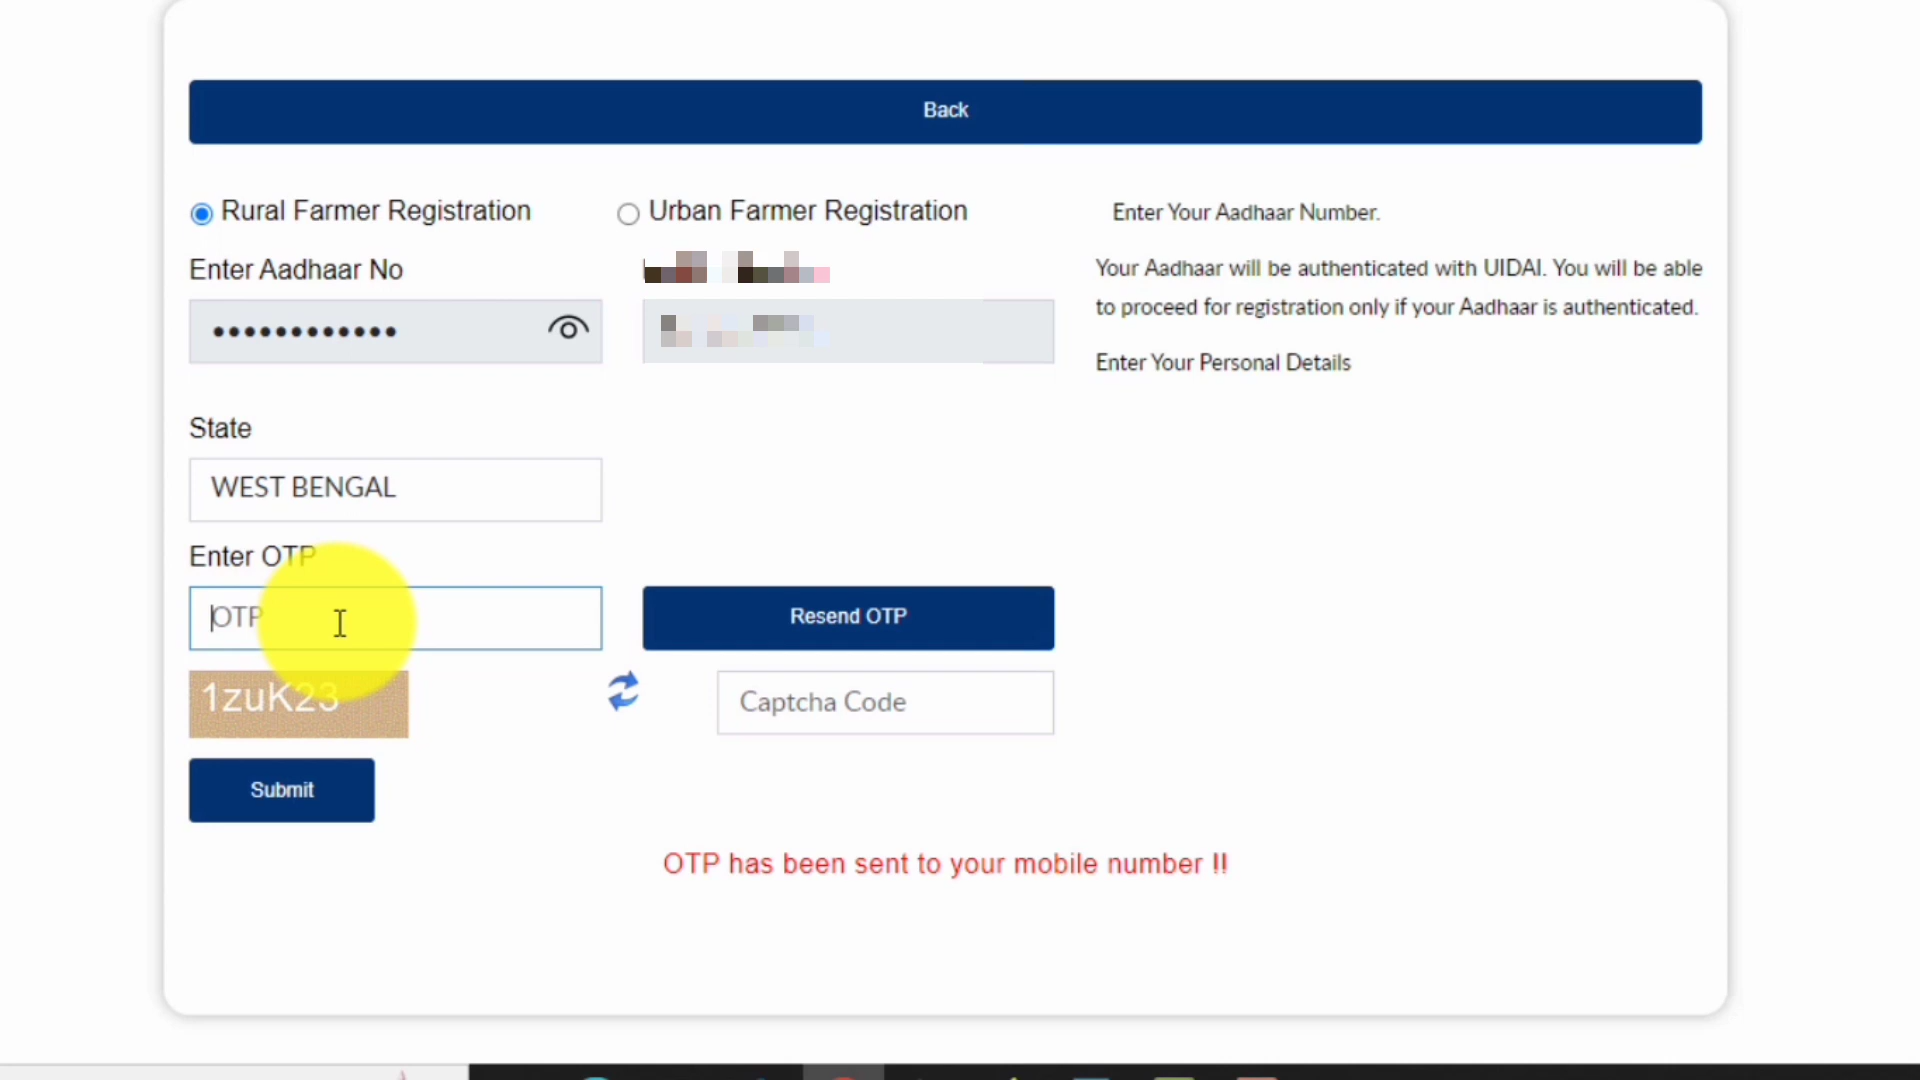 Back
Rural Farmer Registration
Urban Farmer Registration
Enter Your Aadhaar Number.
Enter Aadhaar No
Your Aadhaar will be authenticated with UIDAI. You will be able
to proceed for registration only if your Aadhaar is authenticated.
Enter Your Personal Details
State
WEST BENGAL
Enter OTP
OTP
Resend OTP
1zuK23
Captcha Code
Submit
OTP has been sent to your mobile number !!